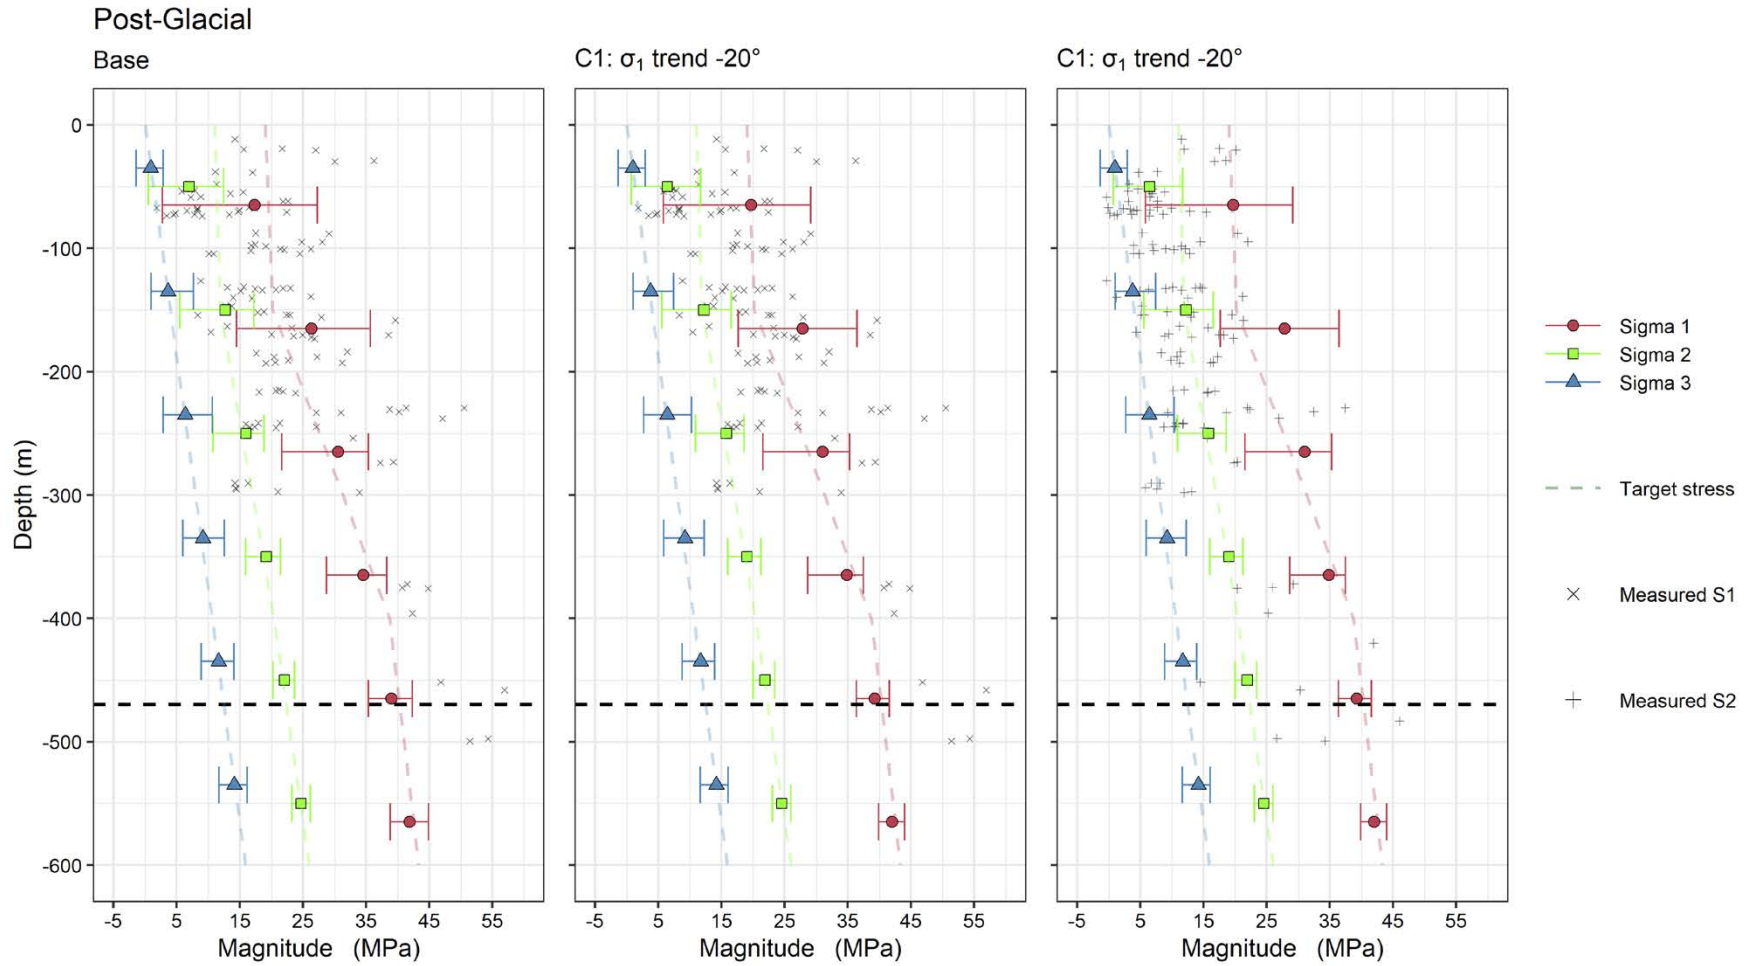 Post-Glacial
Base
C1: σ₁ trend -20°
C1: σ₁ trend -20°
Depth (m)
0
-100
-200
-300
-400
-500
-600
-5 5 15 25 35 45 55
-5 5 15 25 35 45 55
-5 5 15 25 35 45 55
Magnitude (MPa)
Magnitude (MPa)
Magnitude (MPa)
Sigma 1
Sigma 2
Sigma 3
Target stress
Measured S1
Measured S2